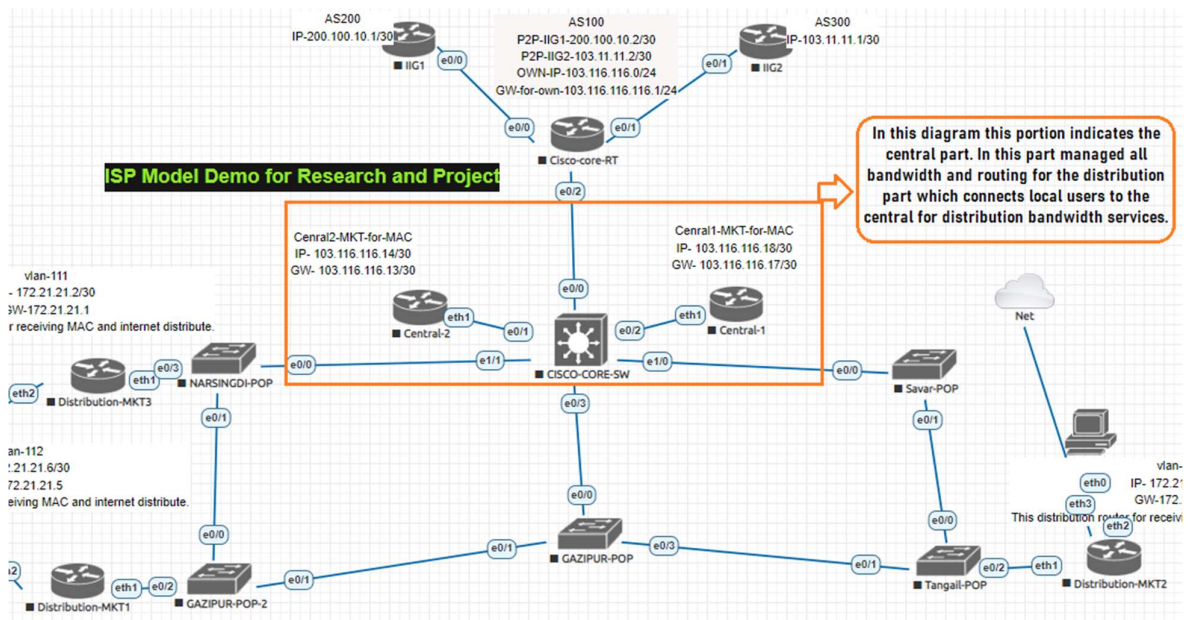 AS200
IP-200.100.10.1/30
IIG1
e0/0
AS100
P2P-IIG1-200.100.10.2/30
P2P-IIG2-103.11.11.2/30
OWN-IP-103.116.116.0/24
GW-for-own-103.116.116.116.1/24
AS300
IP-103.11.11.1/30
IIG2
e0/1
e0/0
e0/1
Cisco-core-RT
e0/2
ISP Model Demo for Research and Project
In this diagram this portion indicates the
central part. In this part managed all
bandwidth and routing for the distribution
part which connects local users to the
central for distribution bandwidth services.
Cenral2-MKT-for-MAC
IP- 103.116.116.14/30
GW- 103.116.116.13/30
Cenral1-MKT-for-MAC
IP- 103.116.116.18/30
GW- 103.116.116.17/30
vlan-111
- 172.21.21.2/30
GW-172.21.21.1
r receiving MAC and internet distribute.
e0/0
eth1
Central-2
e0/1
e0/2
eth1
Central-1
Net
e0/3
eth1
eth2
Distribution-MKT3
NARSINGDI-POP
e0/0
e1/1
CISCO-CORE-SW
e1/0
e0/0
Savar-POP
e0/1
e0/3
e0/1
an-112
2.21.21.6/30
72.21.21.5
eiving MAC and internet distribute.
vlan-
IP- 172.21
GW-172.
This distribution router for receivi
eth0
eth3
eth2
e0/0
e0/0
e0/0
e0/1
GAZIPUR-POP
e0/3
e0/1
Tangail-POP
e0/2
eth1
Distribution-MKT2
eth1
e0/2
Distribution-MKT1
GAZIPUR-POP-2
e0/1